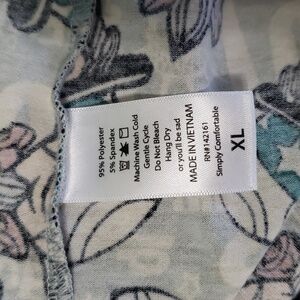 95% Polyester
5% Spandex
Machine Wash Cold
Gentle Cycle
Do Not Bleach
Hang Dry
or you'll be sad
MADE IN VIETNAM
RN#142161
Simply Comfortable
XL